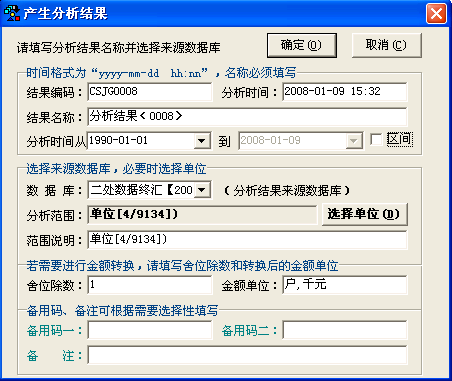 产生分析结果
请填写分析结果名称并选择来源数据库 确定(O) 取消(C)
时间格式为“yyyy-mm-dd hh:nn”，名称必须填写
结果编码： CSJG0008 分析时间： 2008-01-09 15:32
结果名称： 分析结果<0008>
分析时间从 1990-01-01 到 2008-01-09 区间
选择来源数据库，必要时选择单位
数 据 库： 二处数据终汇【200 (分析结果来源数据库)
分析范围： 单位[4/9134]) 选择单位(D)
范围说明： 单位[4/9134])
若需要进行金额转换，请填写舍位除数和转换后的金额单位
舍位除数： 1 金额单位： 户,千元
备用码、备注可根据需要选择性填写
备用码一： 备用码二：
备 注：